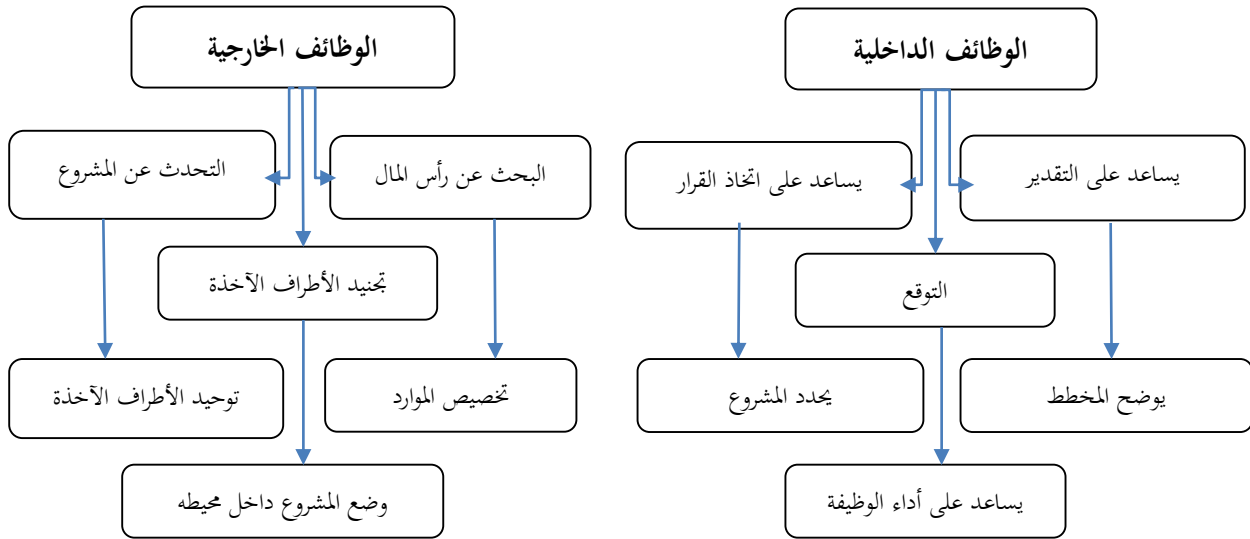 الوظائف الداخلية
الوظائف الخارجية
يساعد على التقدير
يساعد على اتخاذ القرار
البحث عن رأس المال
التحدث عن المشروع
التوقع
تجنيد الأطراف الآخذة
يوضح المخطط
يحدد المشروع
تخصيص الموارد
توحيد الأطراف الآخذة
يساعد على أداء الوظيفة
وضع المشروع داخل محيطه